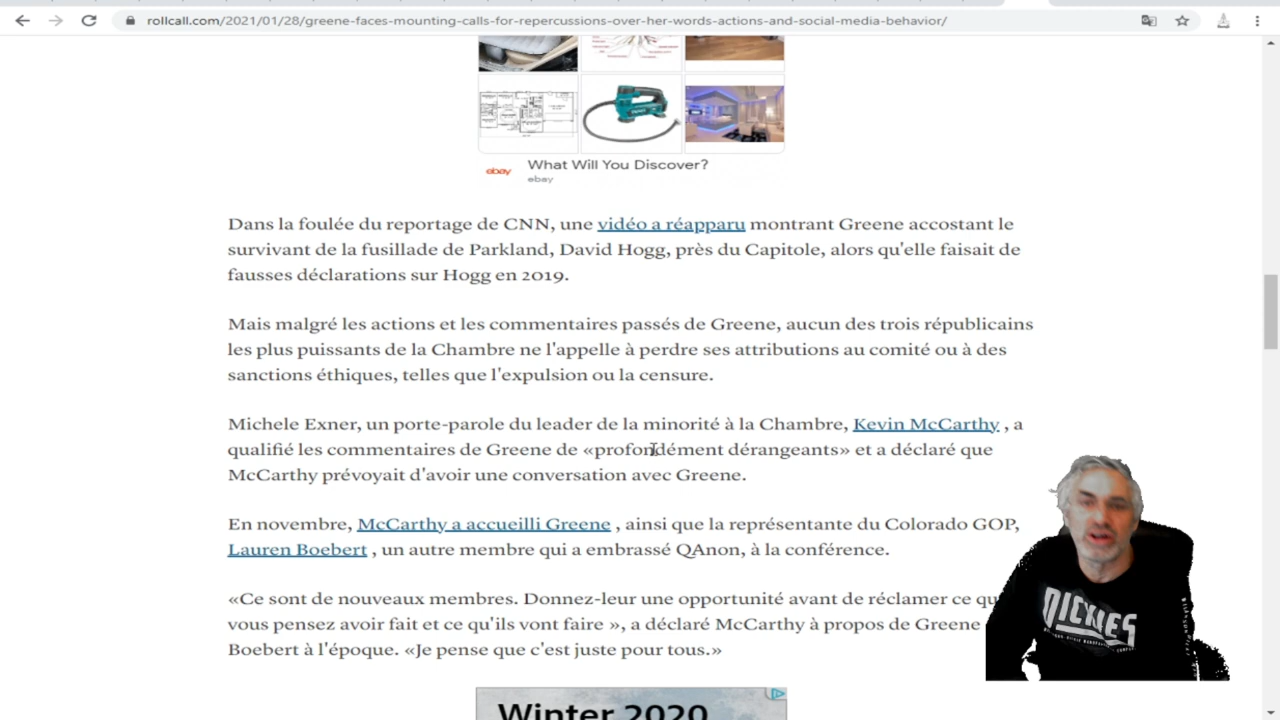 rollcall.com/2021/01/28/greene-faces-mounting-calls-for-repercussions-over-her-words-actions-and-social-media-behavior/
What Will You Discover?
ebay
ebay
Dans la foulée du reportage de CNN, une vidéo a réapparu montrant Greene accostant le
survivant de la fusillade de Parkland, David Hogg, près du Capitole, alors qu'elle faisait de
fausses déclarations sur Hogg en 2019.
Mais malgré les actions et les commentaires passés de Greene, aucun des trois républicains
les plus puissants de la Chambre ne l'appelle à perdre ses attributions au comité ou à des
sanctions éthiques, telles que l'expulsion ou la censure.
Michele Exner, un porte-parole du leader de la minorité à la Chambre, Kevin McCarthy , a
qualifié les commentaires de Greene de «profondément dérangeants» et a déclaré que
McCarthy prévoyait d'avoir une conversation avec Greene.
En novembre, McCarthy a accueilli Greene , ainsi que la représentante du Colorado GOP,
Lauren Boebert , un autre membre qui a embrassé QAnon, à la conférence.
«Ce sont de nouveaux membres. Donnez-leur une opportunité avant de réclamer ce qu
vous pensez avoir fait et ce qu'ils vont faire », a déclaré McCarthy à propos de Greene
Boebert à l'époque. «Je pense que c'est juste pour tous.»
DICKIES
Winter 2020